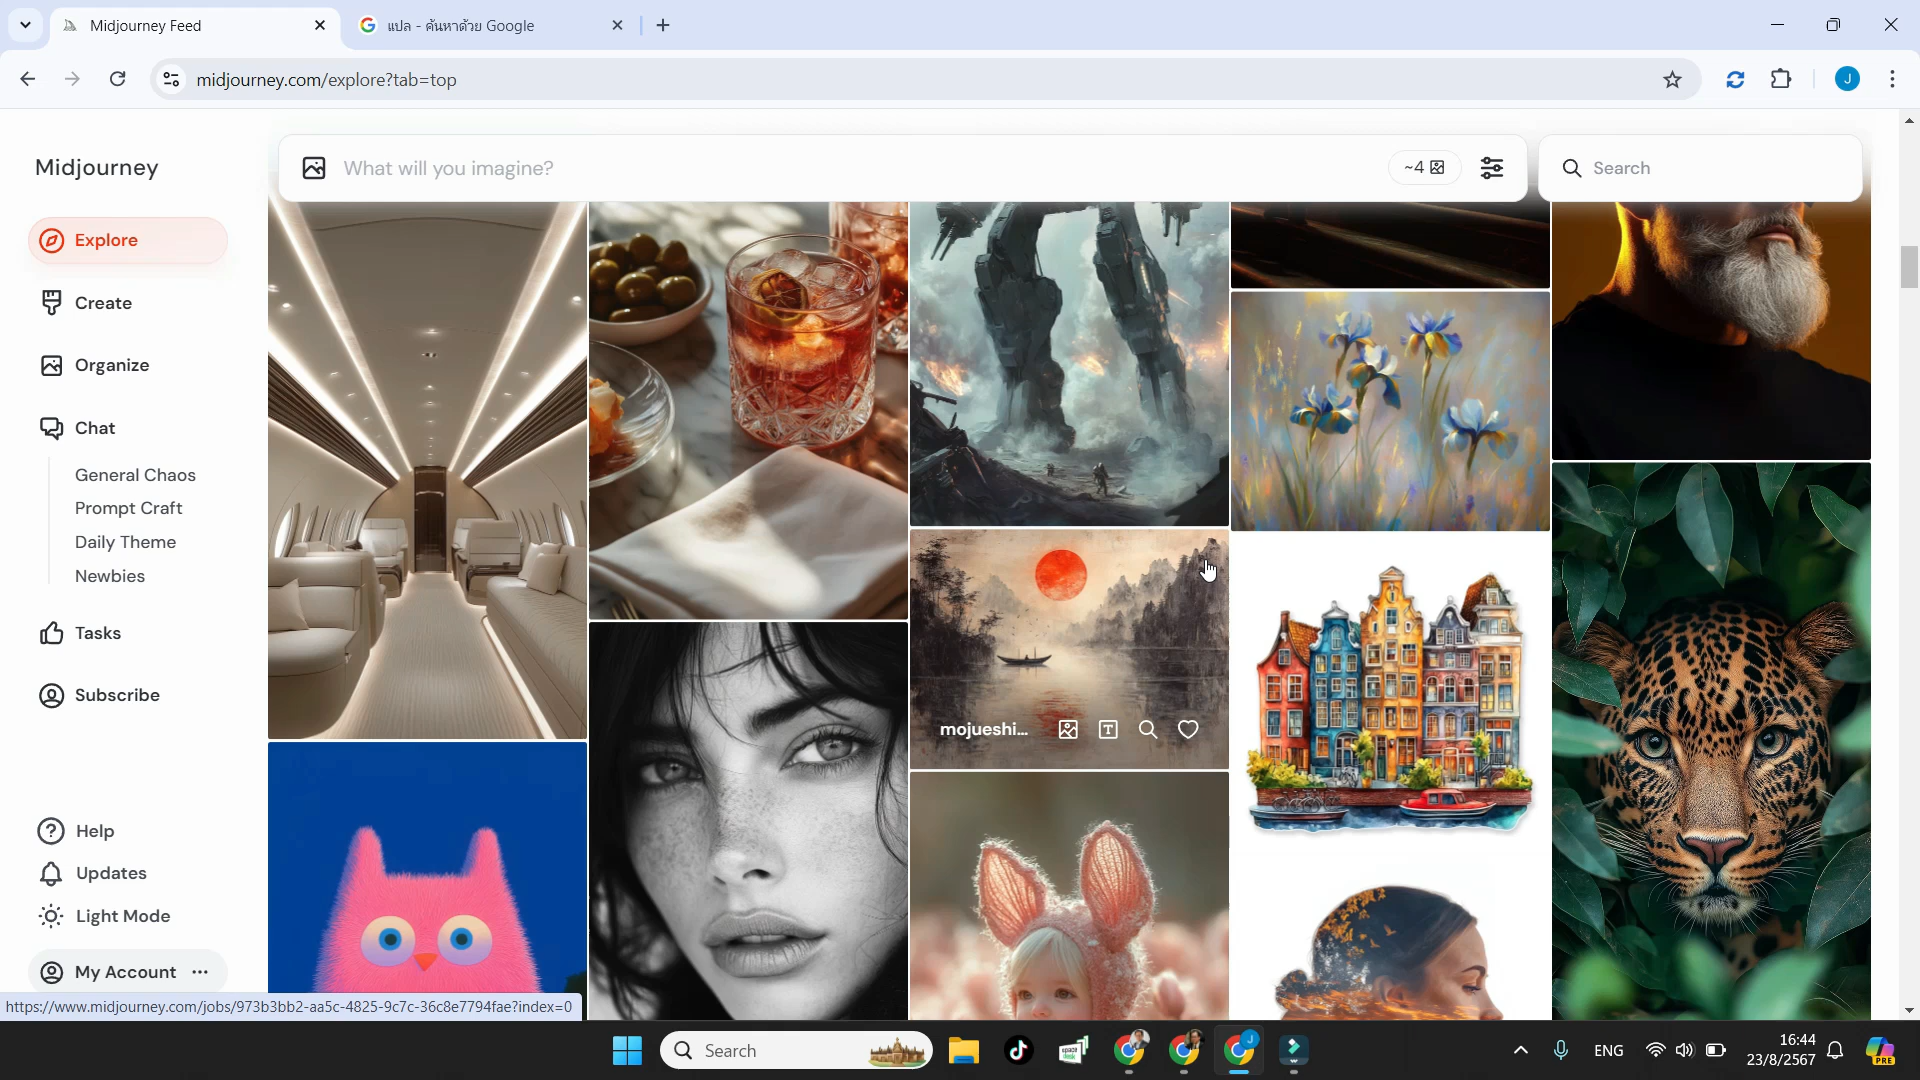 Midjourney Feed
แปล - ค้นหาด้วย Google
midjourney.com/explore?tab=top
J
Midjourney
What will you imagine?
~4
Search
Explore
Create
Organize
Chat
General Chaos
Prompt Craft
Daily Theme
Newbies
Tasks
Subscribe
mojueshi...
T
Help
Updates
Light Mode
My Account
https://www.midjourney.com/jobs/973b3bb2-aa5c-4825-9c7c-36c8e7794fae?index=0
Search
space
desk
J
ENG
16:44
23/8/2567
PRE